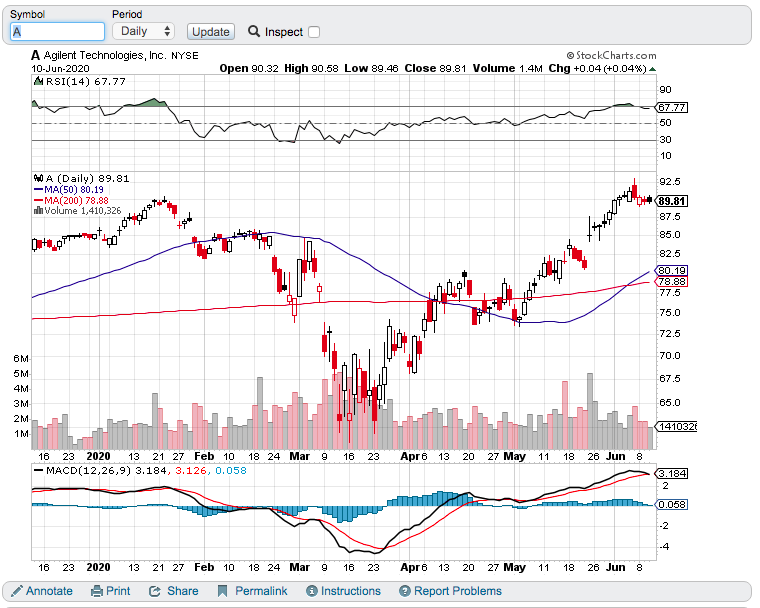 Symbol Period
A Daily Update Inspect
A Agilent Technologies, Inc. NYSE © StockCharts.com
10-Jun-2020 Open 90.32 High 90.58 Low 89.46 Close 89.81 Volume 1.4M Chg +0.04 (+0.04%)
RSI(14) 67.77
90
67.77
50
30
10
A (Daily) 89.81
MA(50) 80.19
MA(200) 78.88
Volume 1,410,326
92.5
89.81
87.5
85.0
82.5
80.19
78.88
77.5
75.0
72.5
70.0
67.5
65.0
6M
5M
4M
3M
2M
1M
1410326
16 23 2020 13 21 27 Feb 10 18 24 Mar 9 16 23 Apr 6 13 20 27 May 11 18 26 Jun 8
MACD(12,26,9) 3.184, 3.126, 0.058
3.184
2
0.058
-2
-4
16 23 2020 13 21 27 Feb 10 18 24 Mar 9 16 23 Apr 6 13 20 27 May 11 18 26 Jun 8
Annotate Print Share Permalink Instructions Report Problems